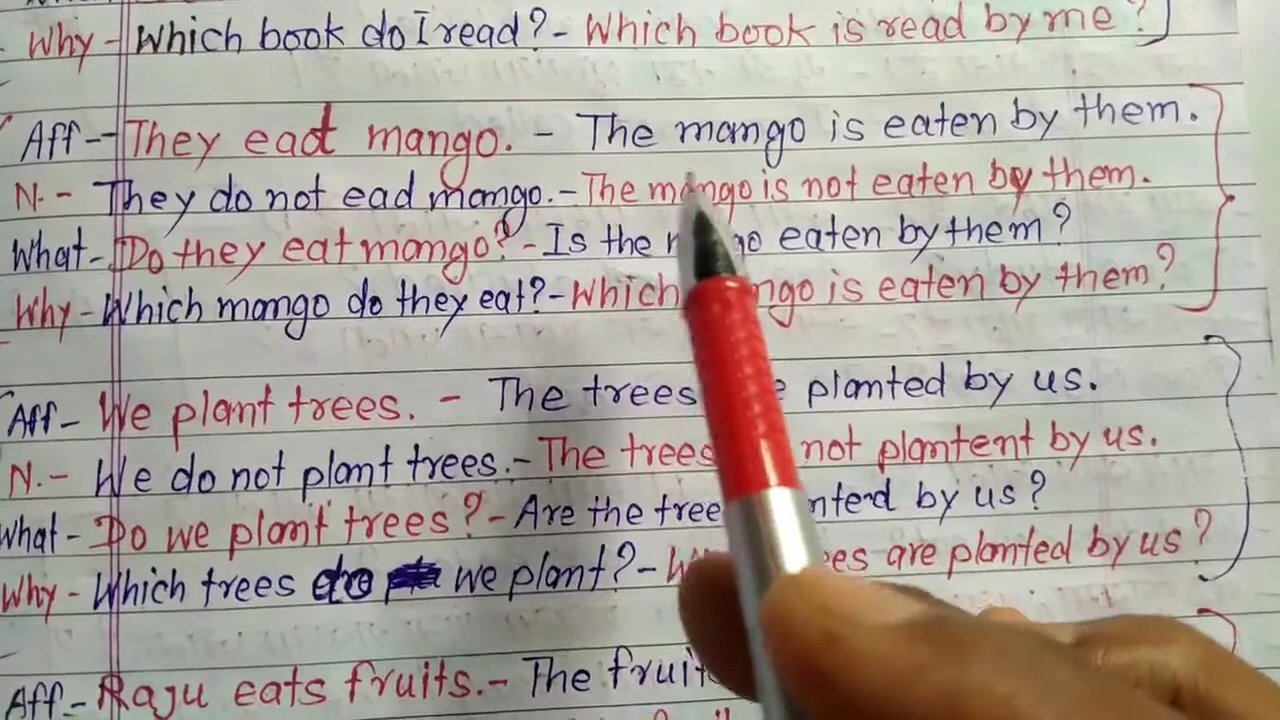 Why - Which book do I read? - Which book is read by me?]
Aff - They eat mango. - The mango is eaten by them.
N. - They do not ead mango. - The mango is not eaten by them.
What - Do they eat mango? - Is the eaten by them?
Why - Which mango do they eat? - Which is eaten by them?
Aff - We plant trees. - The trees planted by us.
N. - We do not plant trees. - The trees not plantent by us.
What - Do we plant trees? - Are the by us?
Why - Which trees do we plant? - are planted by us?
Aff - Raju eats fruits. - The